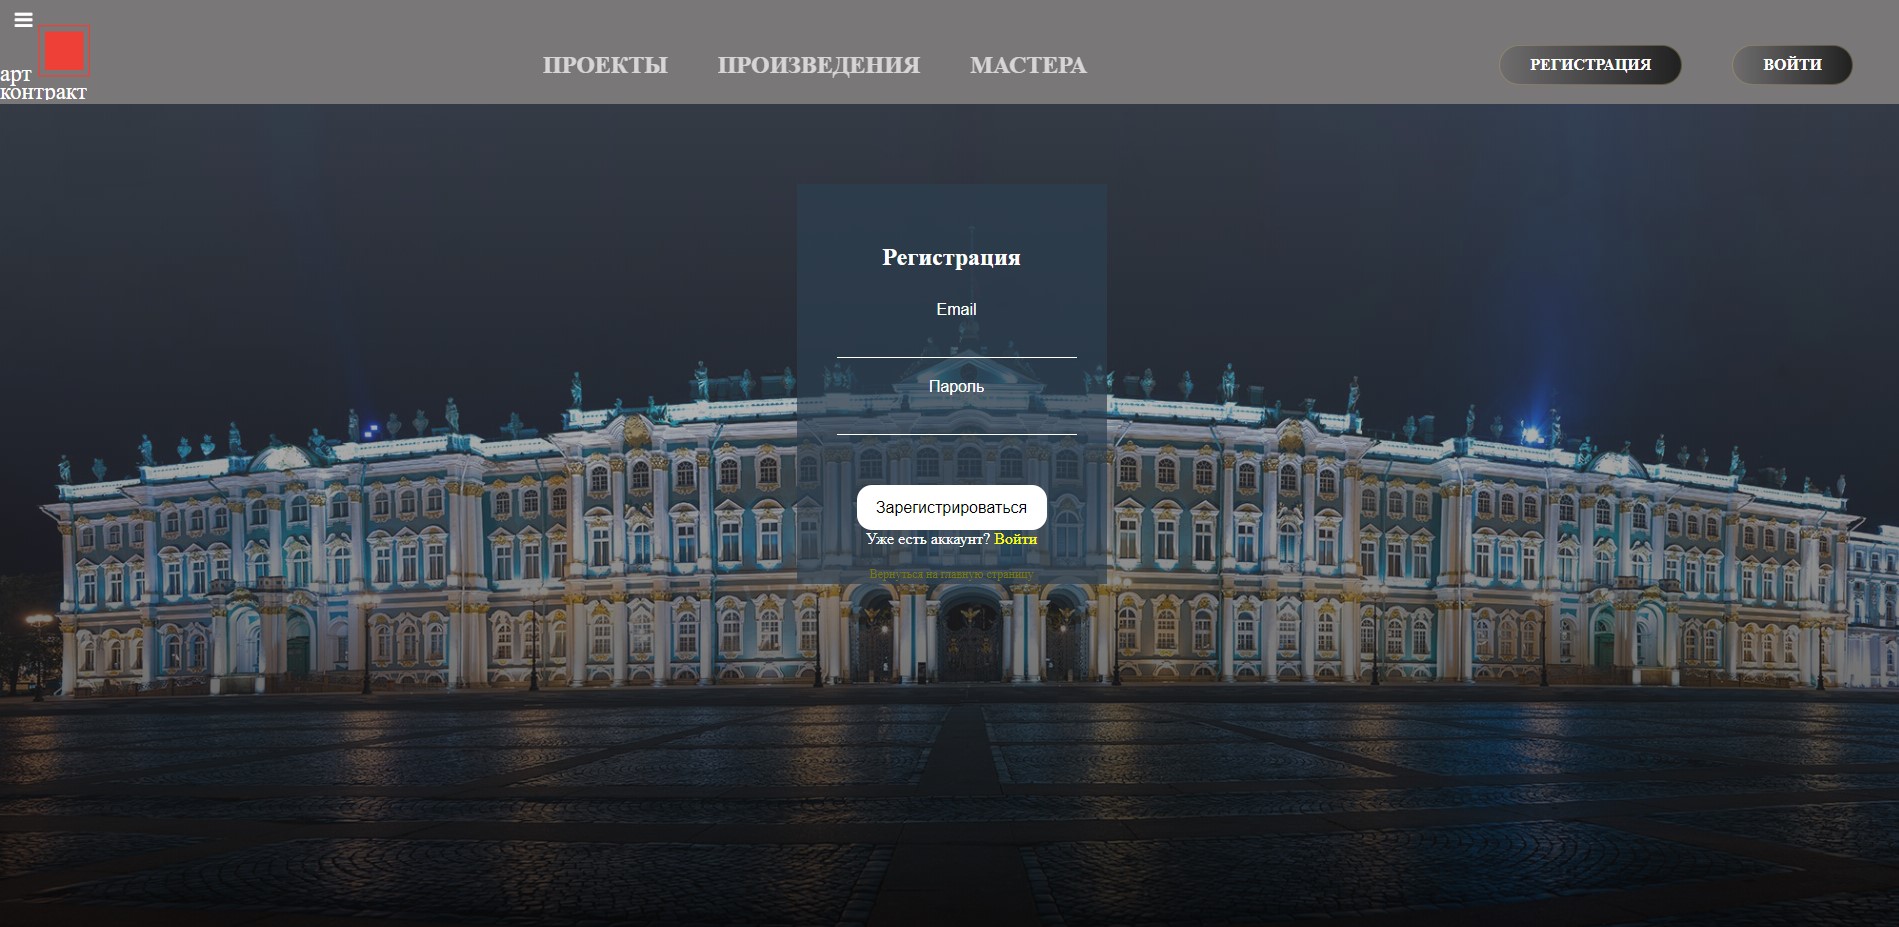 арт
контракт
ПРОЕКТЫ ПРОИЗВЕДЕНИЯ МАСТЕРА
РЕГИСТРАЦИЯ ВОЙТИ
Регистрация
Email
Пароль
Зарегистрироваться
Уже есть аккаунт? Войти
Вернуться на главную страницу